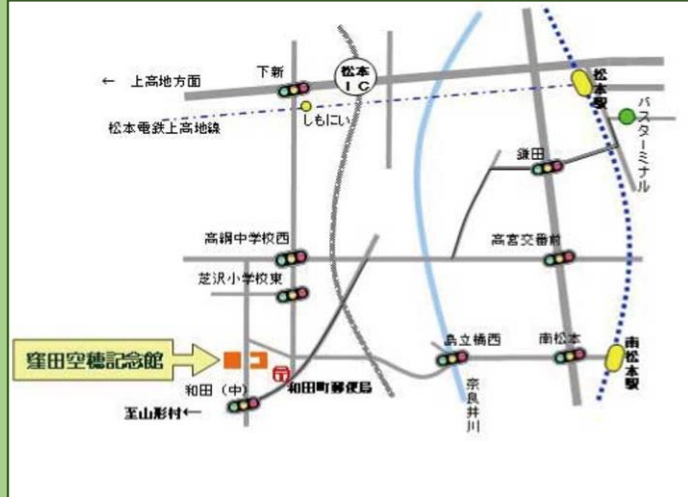 ← 上高地方面
下新
松本
IC
松本駅
バスターミナル
松本電鉄上高地線
しもにい
鎌田
高綱中学校西
高宮交番前
芝沢小学校東
島立橋西
南松本
南松本駅
窪田空穂記念館
和田（中）
和田町郵便局
奈良井川
至山形村←